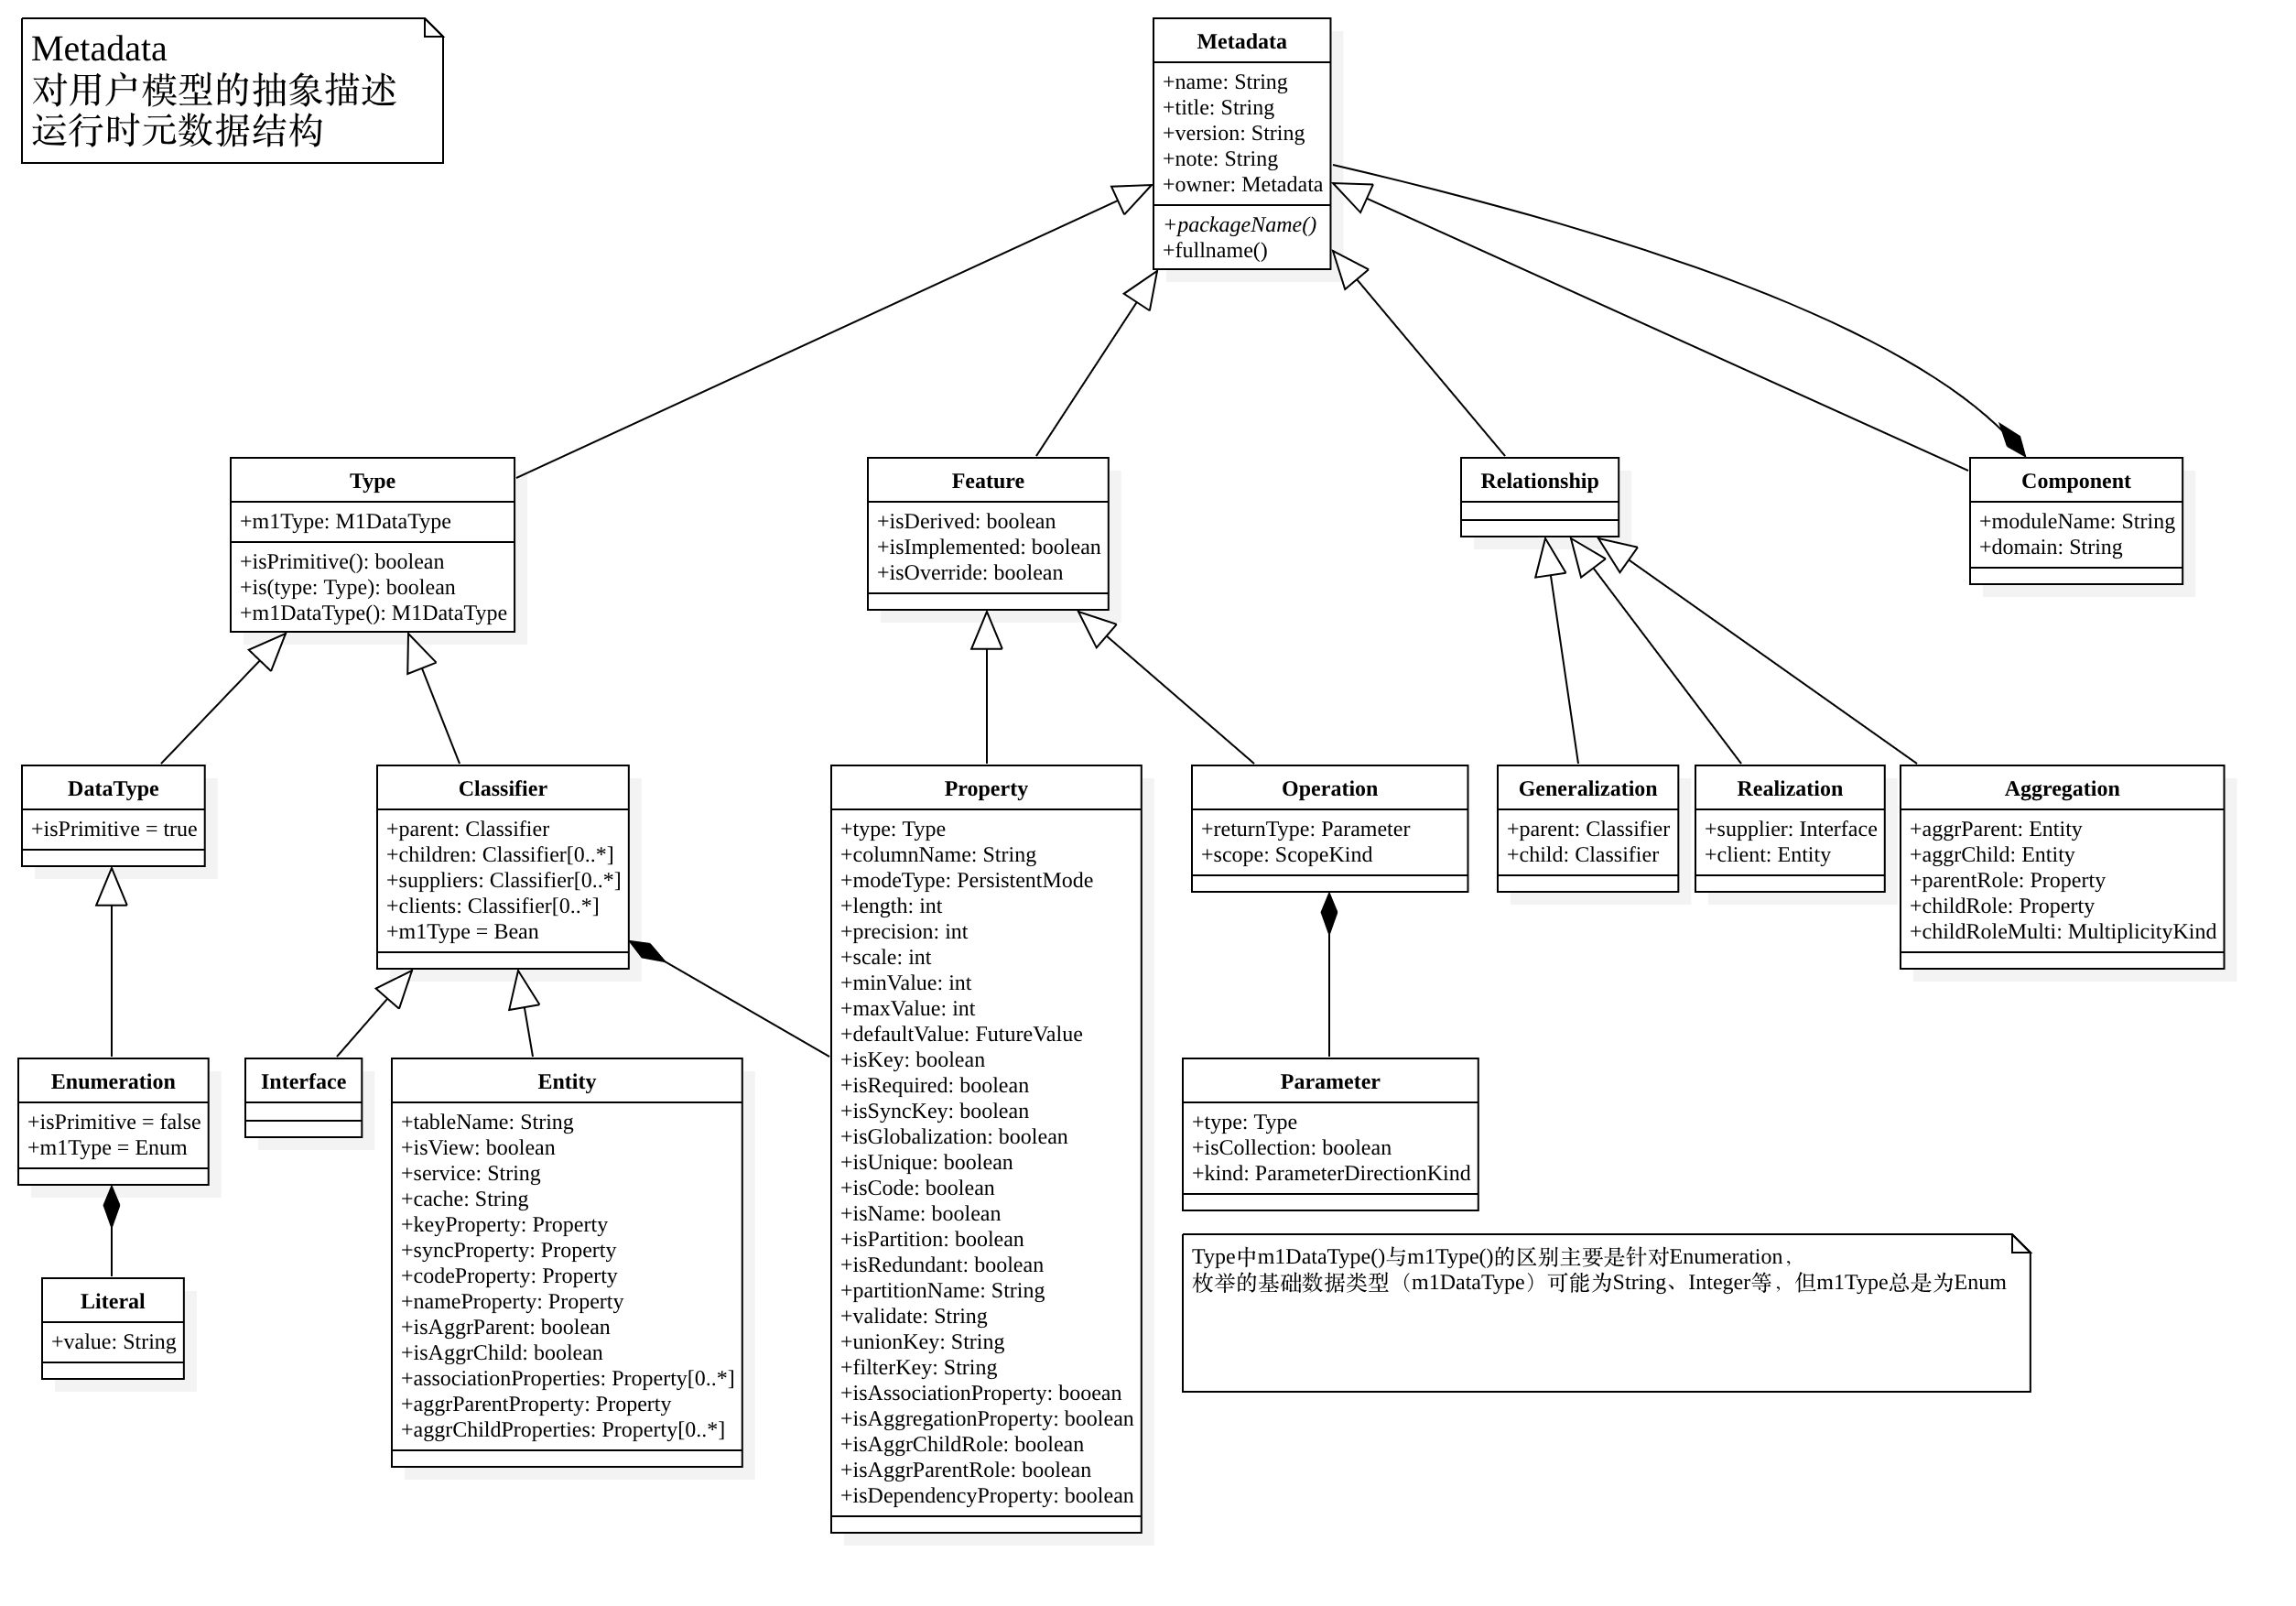 Metadata
对用户模型的抽象描述
运行时元数据结构
Metadata
+name: String
+title: String
+version: String
+note: String
+owner: Metadata
+packageName()
+fullname()
Type
+m1Type: M1DataType
+isPrimitive(): boolean
+is(type: Type): boolean
+m1DataType(): M1DataType
Feature
+isDerived: boolean
+isImplemented: boolean
+isOverride: boolean
Relationship
Component
+moduleName: String
+domain: String
DataType
+isPrimitive = true
Classifier
+parent: Classifier
+children: Classifier[0..*]
+suppliers: Classifier[0..*]
+clients: Classifier[0..*]
+m1Type = Bean
Property
+type: Type
+columnName: String
+modeType: PersistentMode
+length: int
+precision: int
+scale: int
+minValue: int
+maxValue: int
+defaultValue: FutureValue
+isKey: boolean
+isRequired: boolean
+isSyncKey: boolean
+isGlobalization: boolean
+isUnique: boolean
+isCode: boolean
+isName: boolean
+isPartition: boolean
+isRedundant: boolean
+partitionName: String
+validate: String
+unionKey: String
+filterKey: String
+isAssociationProperty: booean
+isAggregationProperty: boolean
+isAggrChildRole: boolean
+isAggrParentRole: boolean
+isDependencyProperty: boolean
Operation
+returnType: Parameter
+scope: ScopeKind
Generalization
+parent: Classifier
+child: Classifier
Realization
+supplier: Interface
+client: Entity
Aggregation
+aggrParent: Entity
+aggrChild: Entity
+parentRole: Property
+childRole: Property
+childRoleMulti: MultiplicityKind
Enumeration
+isPrimitive = false
+m1Type = Enum
Interface
Entity
+tableName: String
+isView: boolean
+service: String
+cache: String
+keyProperty: Property
+syncProperty: Property
+codeProperty: Property
+nameProperty: Property
+isAggrParent: boolean
+isAggrChild: boolean
+associationProperties: Property[0..*]
+aggrParentProperty: Property
+aggrChildProperties: Property[0..*]
Parameter
+type: Type
+isCollection: boolean
+kind: ParameterDirectionKind
Literal
+value: String
Type中m1DataType()与m1Type()的区别主要是针对Enumeration，
枚举的基础数据类型（m1DataType）可能为String、Integer等，但m1Type总是为Enum